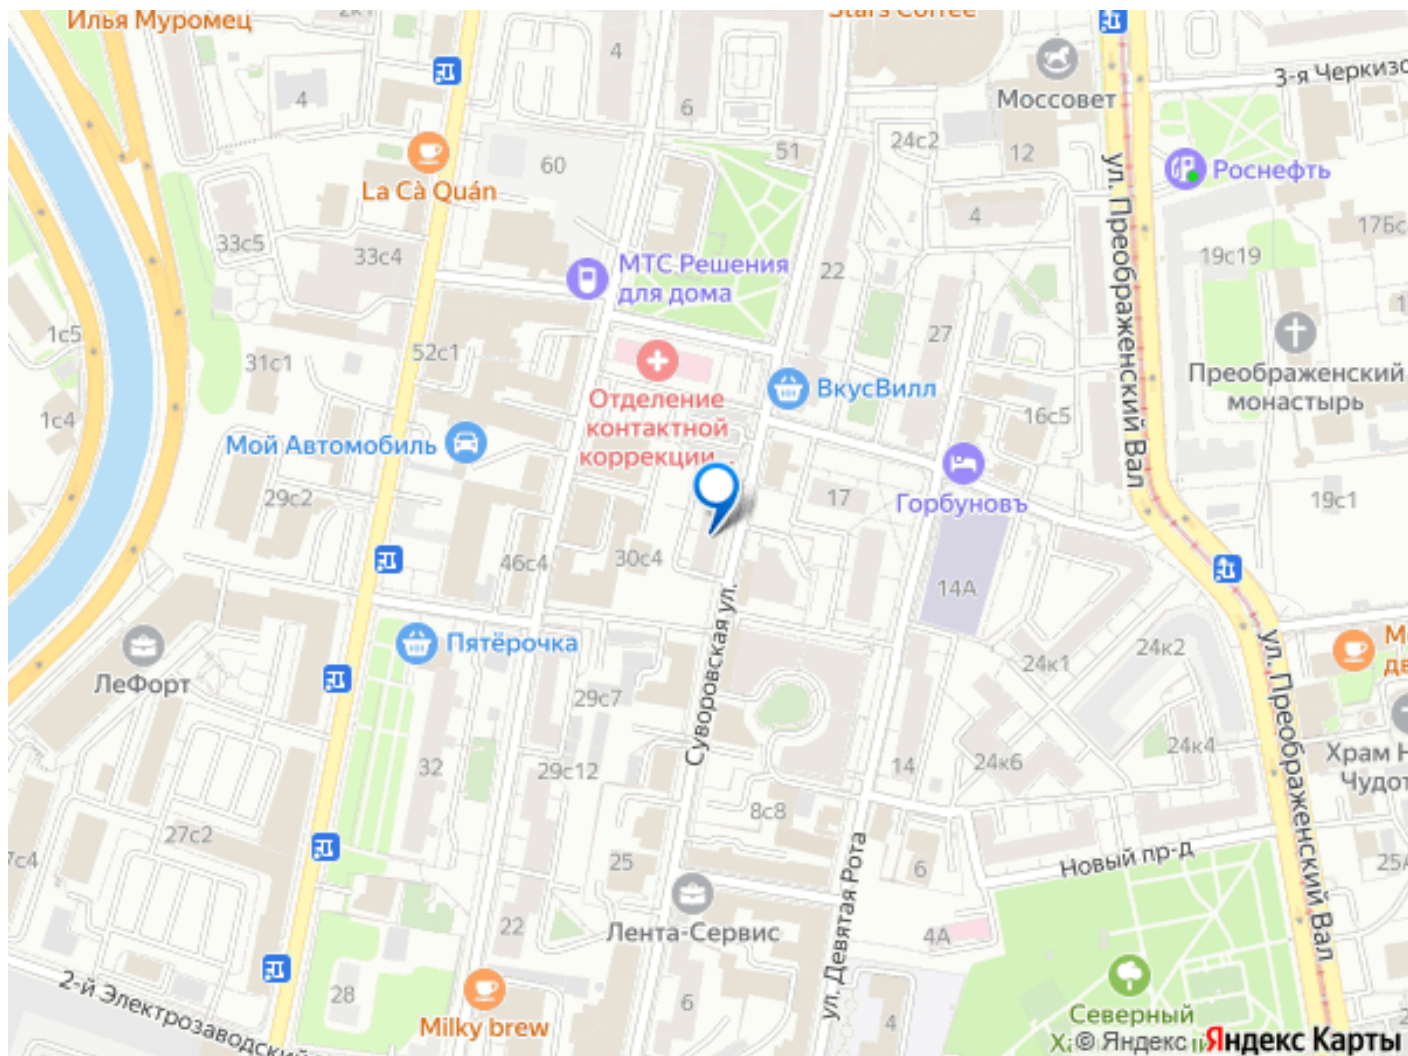 Илья Муромец
2к1
Stars Coffee
4
4
6
Моссовет
3-я Черкизо
La Cà Quán
60
51
24с2
12
Роснефть
ул. Преображенский Вал
4
17Бс
33с5
33с4
МТС Решения
для дома
22
19с19
1с5
31с1
52с1
27
Преображенский
монастырь
Отделение
контактной
коррекции...
ВкусВилл
16с5
1с4
Мой Автомобиль
29с2
17
Горбуновъ
19с1
46с4
30с4
14А
Суворовская ул.
Пятёрочка
ЛеФорт
24к1
24к2
ул. Преображенский Вал
29с7
32
29с12
14
24к6
24к4
Храм Н
Чудот
8с8
27с2
7с4
25
6
Новый пр-д
25А
ул. Девятая Рота
Лента-Сервис
22
4А
2-й Электрозаводский
28
6
4
Milky brew
Северный
© Яндекс Яндекс Карты